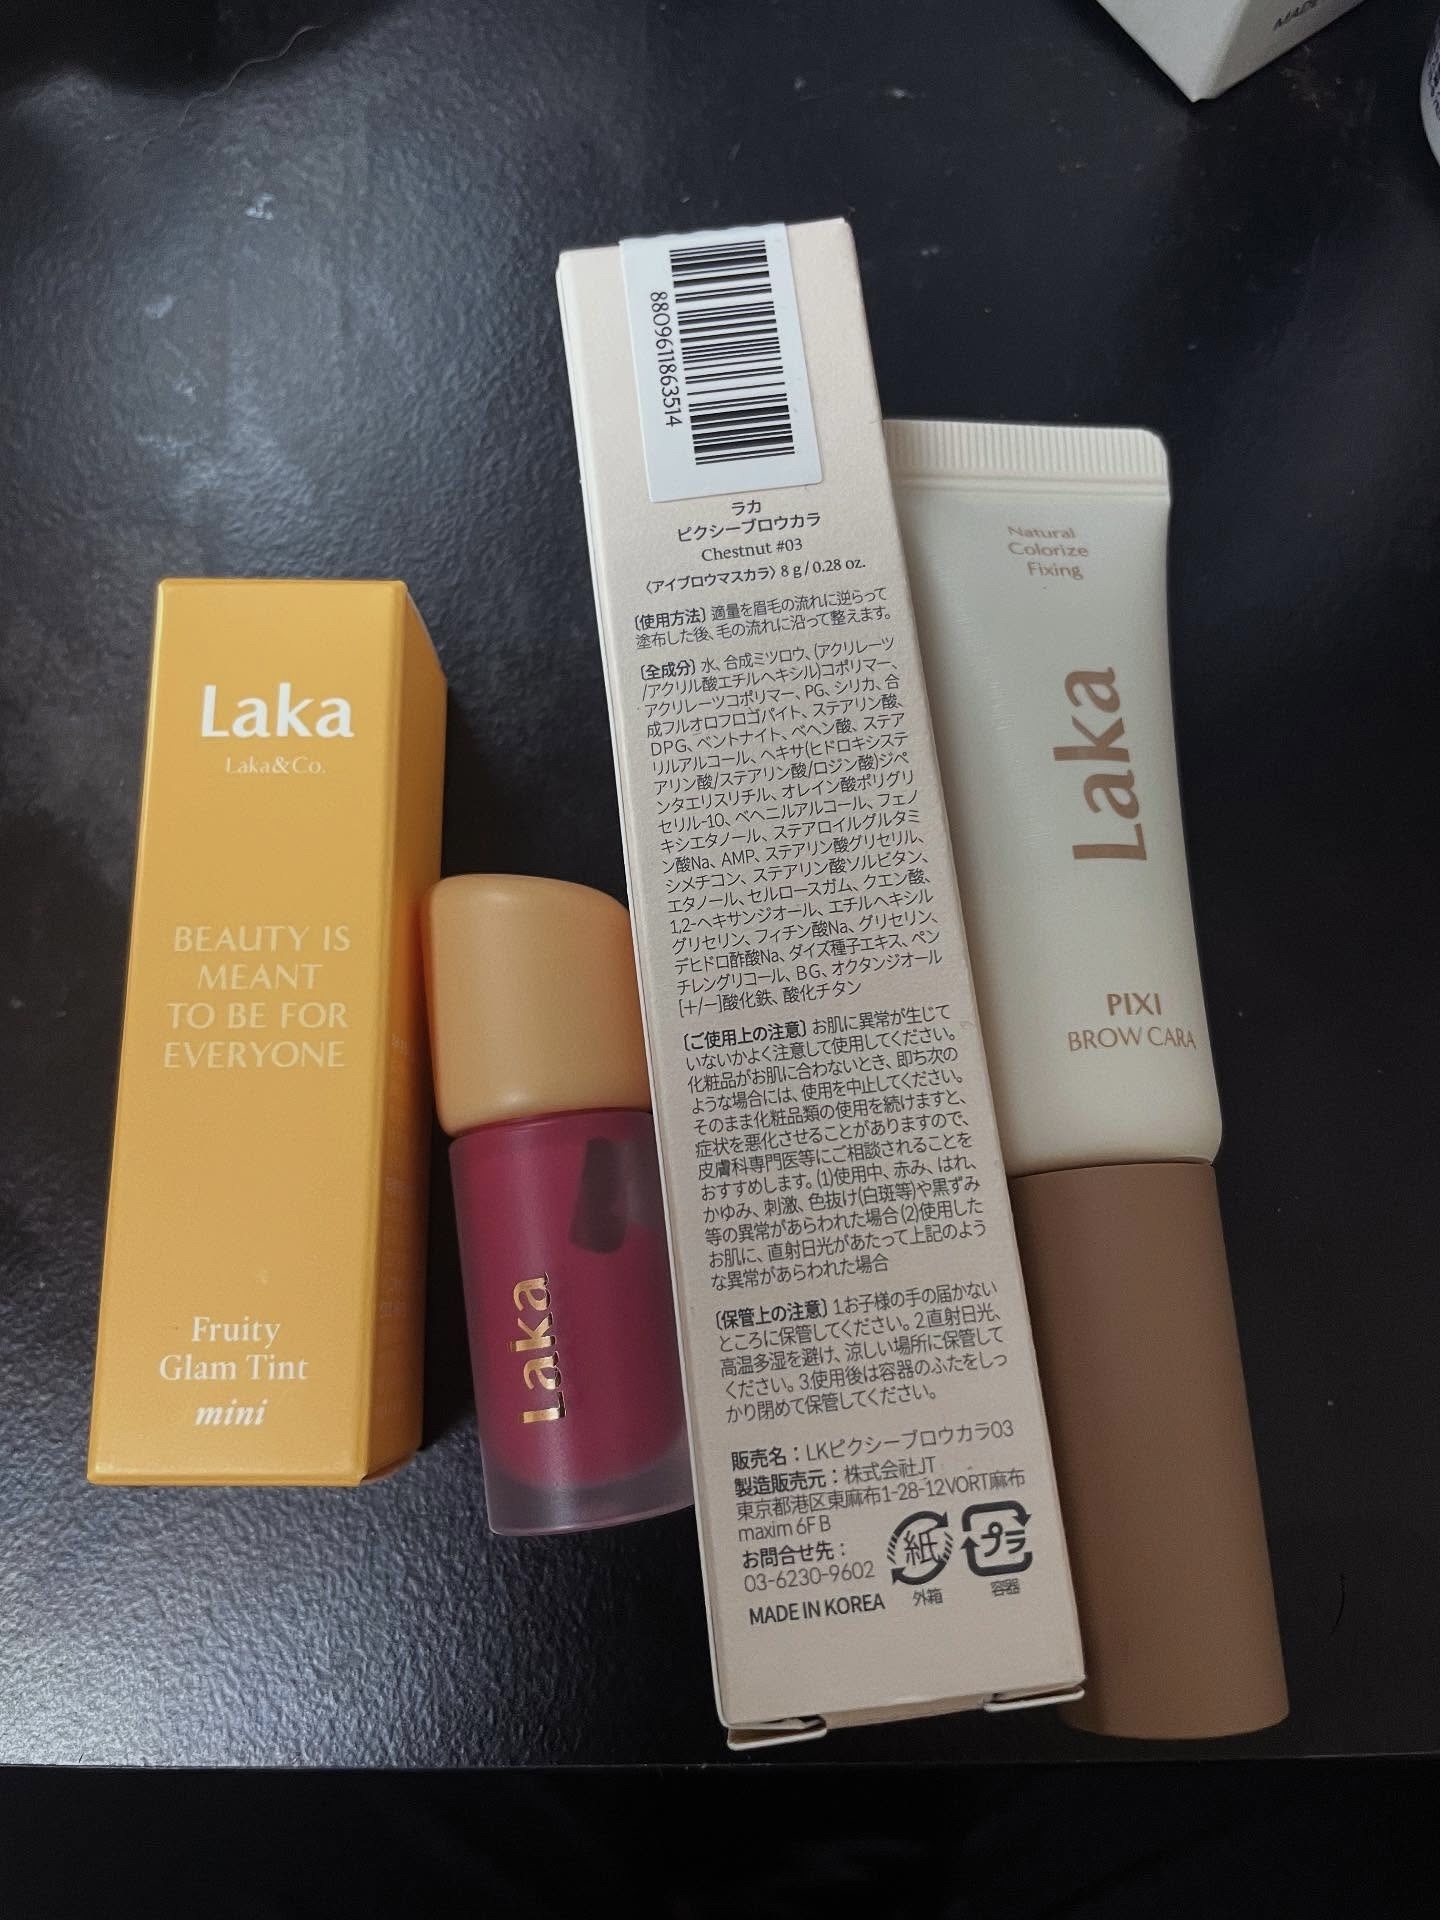 Laka
Laka&Co.
BEAUTY IS
MEANT
TO BE FOR
EVERYONE
Fruity
Glam Tint
mini
Laka
8809611863514
ラカ
ピクシーブロウカラ
Chestnut #03
〈アイブロウマスカラ〉8 g / 0.28 oz.
〔使用方法〕適量を眉毛の流れに逆らって
塗布した後、毛の流れに沿って整えます。
〔全成分〕水、合成ミツロウ、(アクリレーツ
/アクリル酸エチルヘキシル)コポリマー、
アクリレーツコポリマー、PG、シリカ、合
成フルオロフロゴパイト、ステアリン酸、
DPG、ベントナイト、ベヘン酸、ステア
リルアルコール、ヘキサ(ヒドロキシステ
アリン酸/ステアリン酸/ロジン酸)ジペ
ンタエリスリチル、オレイン酸ポリグリ
セリル-10、ベヘニルアルコール、フェノ
キシエタノール、ステアロイルグルタミ
ン酸Na、AMP、ステアリン酸グリセリル、
シメチコン、ステアリン酸ソルビタン、
エタノール、セルロースガム、クエン酸、
1,2-ヘキサンジオール、エチルヘキシル
グリセリン、フィチン酸Na、グリセリン、
デヒドロ酢酸Na、ダイズ種子エキス、ペン
チレングリコール、BG、オクタンジオール
[+/-]酸化鉄、酸化チタン
〔ご使用上の注意〕お肌に異常が生じて
いないかよく注意して使用してください。
化粧品がお肌に合わないとき、即ち次の
ような場合には、使用を中止してください。
そのまま化粧品類の使用を続けますと、
症状を悪化させることがありますので、
皮膚科専門医等にご相談されることを
おすすめします。(1)使用中、赤み、はれ、
かゆみ、刺激、色抜け(白斑等)や黒ずみ
等の異常があらわれた場合(2)使用した
お肌に、直射日光があたって上記のよう
な異常があらわれた場合
〔保管上の注意〕1.お子様の手の届かない
ところに保管してください。2.直射日光、
高温多湿を避け、涼しい場所に保管して
ください。3.使用後は容器のふたをしっ
かり閉めて保管してください。
販売名：LKピクシーブロウカラ03
製造販売元：株式会社JT
東京都港区東麻布1-28-12VORT麻布
maxim 6F B
お問合せ先：
03-6230-9602
MADE IN KOREA
紙
外箱
プラ
容器
Natural
Colorize
Fixing
Laka
PIXI
BROW CARA